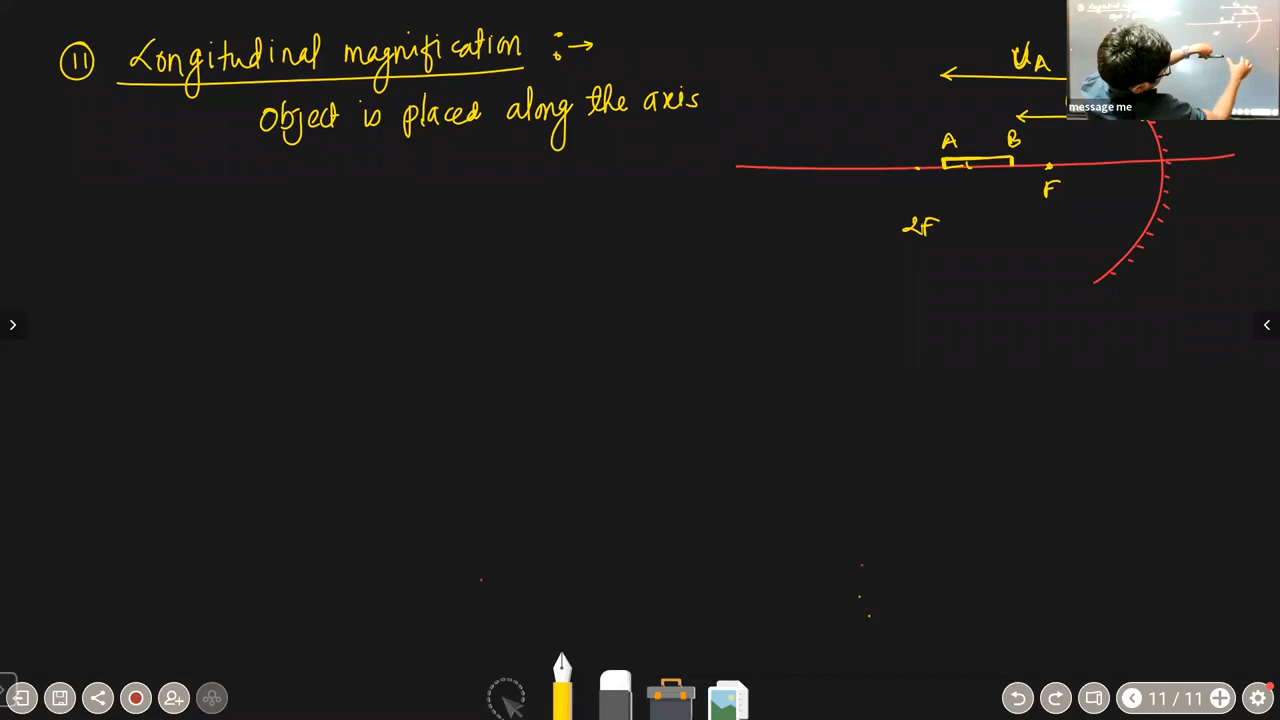 11 Longitudinal magnification :→
object is placed along the axis
U_A
message me
A B
F
2F
11 / 11